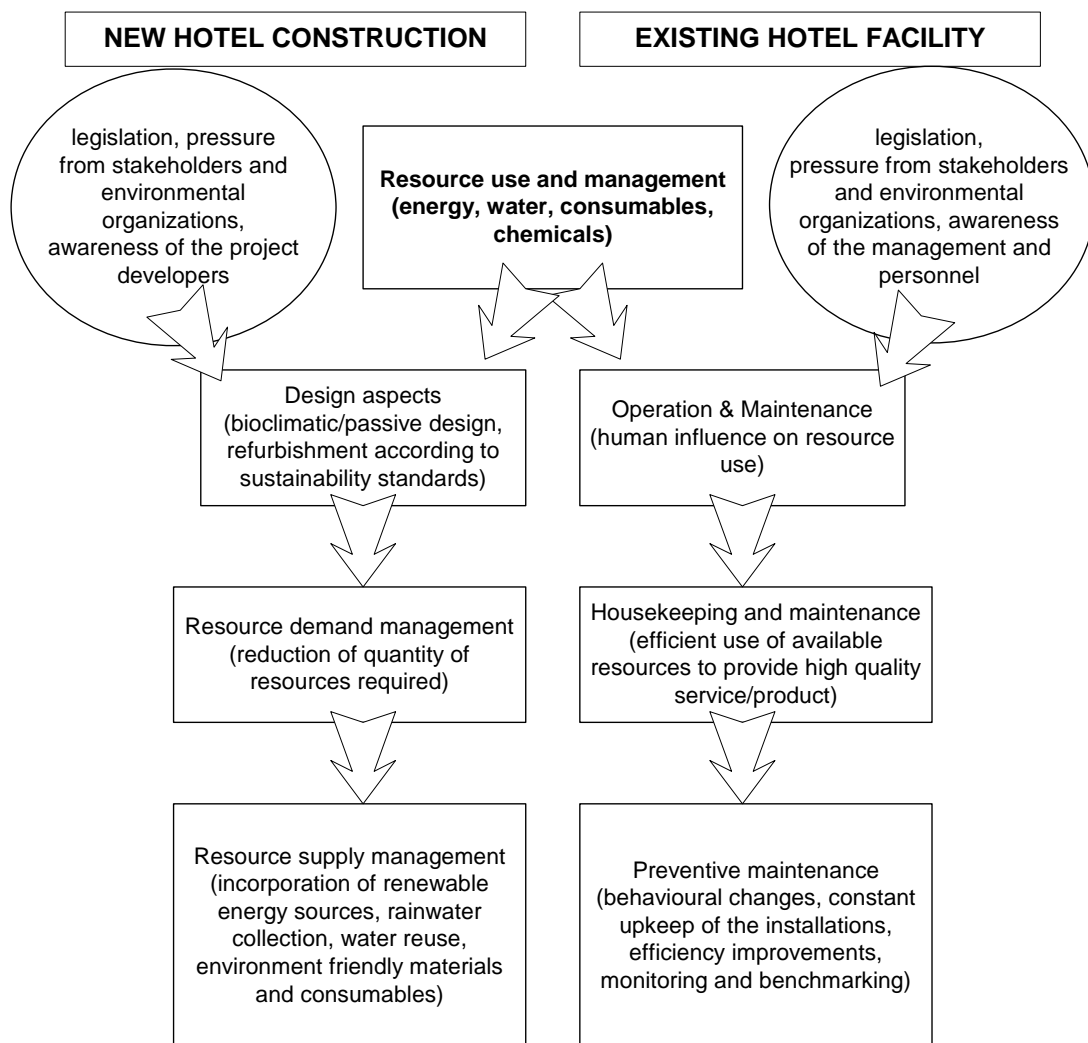 NEW HOTEL CONSTRUCTION
EXISTING HOTEL FACILITY
legislation, pressure
from stakeholders and
environmental
organizations,
awareness of the project
developers
Resource use and management
(energy, water, consumables,
chemicals)
legislation,
pressure from stakeholders
and environmental
organizations, awareness
of the management and
personnel
Design aspects
(bioclimatic/passive design,
refurbishment according to
sustainability standards)
Operation & Maintenance
(human influence on resource
use)
Resource demand management
(reduction of quantity of
resources required)
Housekeeping and maintenance
(efficient use of available
resources to provide high quality
service/product)
Resource supply management
(incorporation of renewable
energy sources, rainwater
collection, water reuse,
environment friendly materials
and consumables)
Preventive maintenance
(behavioural changes, constant
upkeep of the installations,
efficiency improvements,
monitoring and benchmarking)